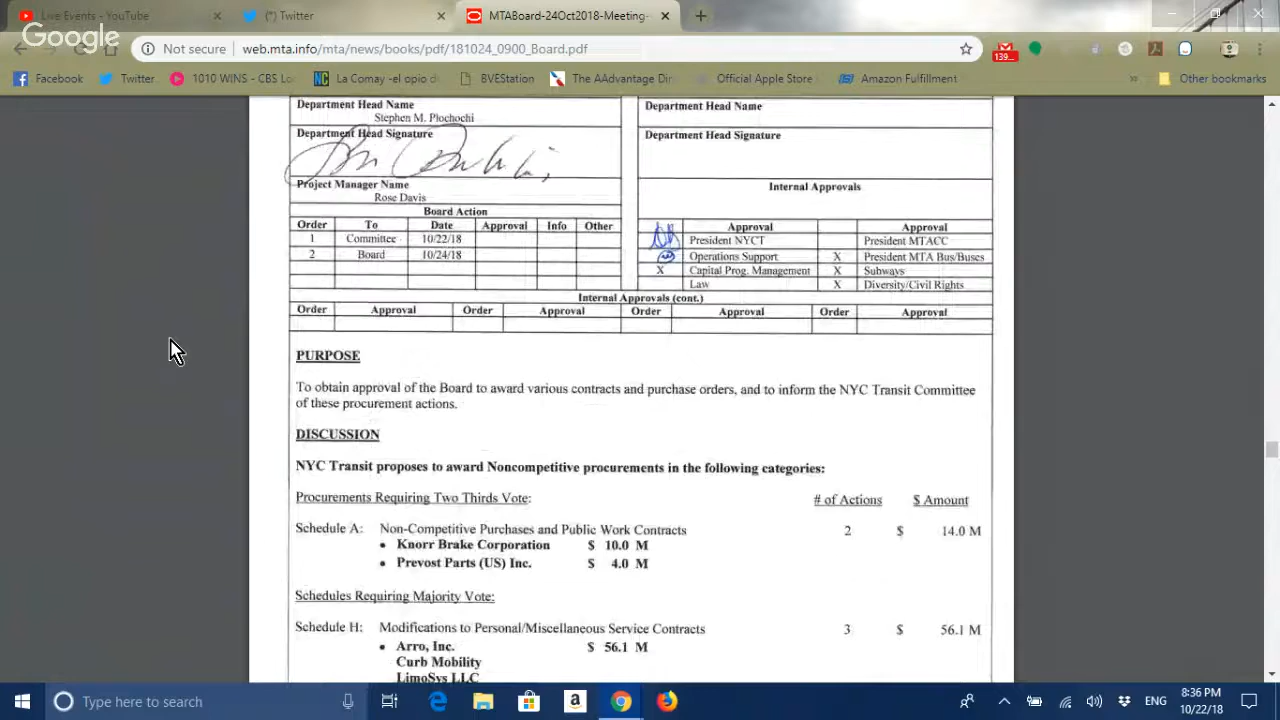 Live Events - YouTube
(*) Twitter
MTABoard-24Oct2018-Meeting-
Google
Not secure
web.mta.info/mta/news/books/pdf/181024_0900_Board.pdf
139...
Facebook
Twitter
1010 WINS - CBS Lo
La Comay -el opio d
BVEStation
The AAdvantage Dir
Official Apple Store
Amazon Fulfillment
»
Other bookmarks
Department Head Name
Stephen M. Plochochi
Department Head Signature
Project Manager Name
Rose Davis
Board Action
Order To Date Approval Info Other
1 Committee 10/22/18
2 Board 10/24/18
Department Head Name
Department Head Signature
Internal Approvals
Approval Approval
President NYCT President MTACC
Operations Support X President MTA Bus/Buses
X Capital Prog. Management X Subways
Law X Diversity/Civil Rights
Internal Approvals (cont.)
Order Approval Order Approval Order Approval Order Approval
PURPOSE
To obtain approval of the Board to award various contracts and purchase orders, and to inform the NYC Transit Committee
of these procurement actions.
DISCUSSION
NYC Transit proposes to award Noncompetitive procurements in the following categories:
Procurements Requiring Two Thirds Vote: # of Actions $ Amount
Schedule A: Non-Competitive Purchases and Public Work Contracts 2 $ 14.0 M
• Knorr Brake Corporation $ 10.0 M
• Prevost Parts (US) Inc. $ 4.0 M
Schedules Requiring Majority Vote:
Schedule H: Modifications to Personal/Miscellaneous Service Contracts 3 $ 56.1 M
• Arro, Inc. $ 56.1 M
Curb Mobility
LimoSys LLC
Type here to search
ENG
8:36 PM
10/22/18